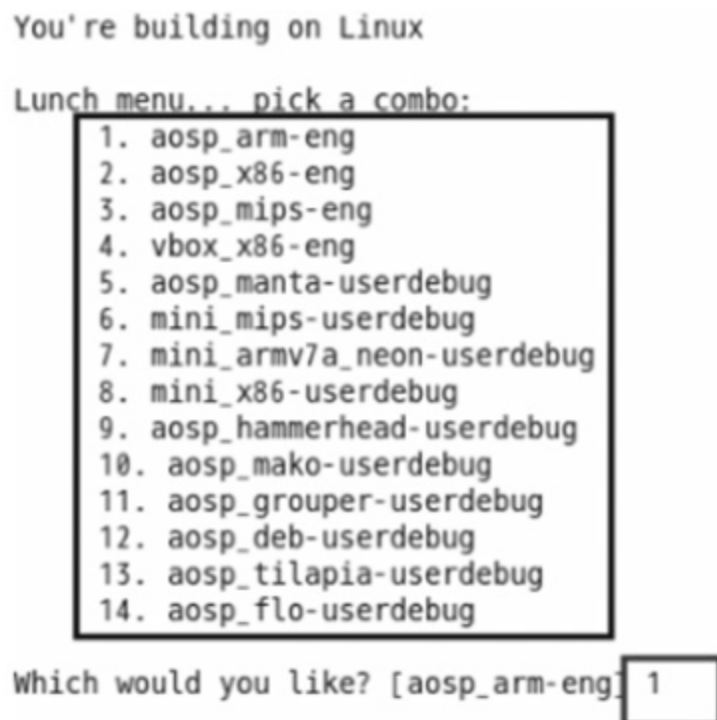 You're building on Linux
Lunch menu... pick a combo:
1. aosp_arm-eng
2. aosp_x86-eng
3. aosp_mips-eng
4. vbox_x86-eng
5. aosp_manta-userdebug
6. mini_mips-userdebug
7. mini_armv7a_neon-userdebug
8. mini_x86-userdebug
9. aosp_hammerhead-userdebug
10. aosp_mako-userdebug
11. aosp_grouper-userdebug
12. aosp_deb-userdebug
13. aosp_tilapia-userdebug
14. aosp_flo-userdebug
Which would you like? [aosp_arm-eng] 1